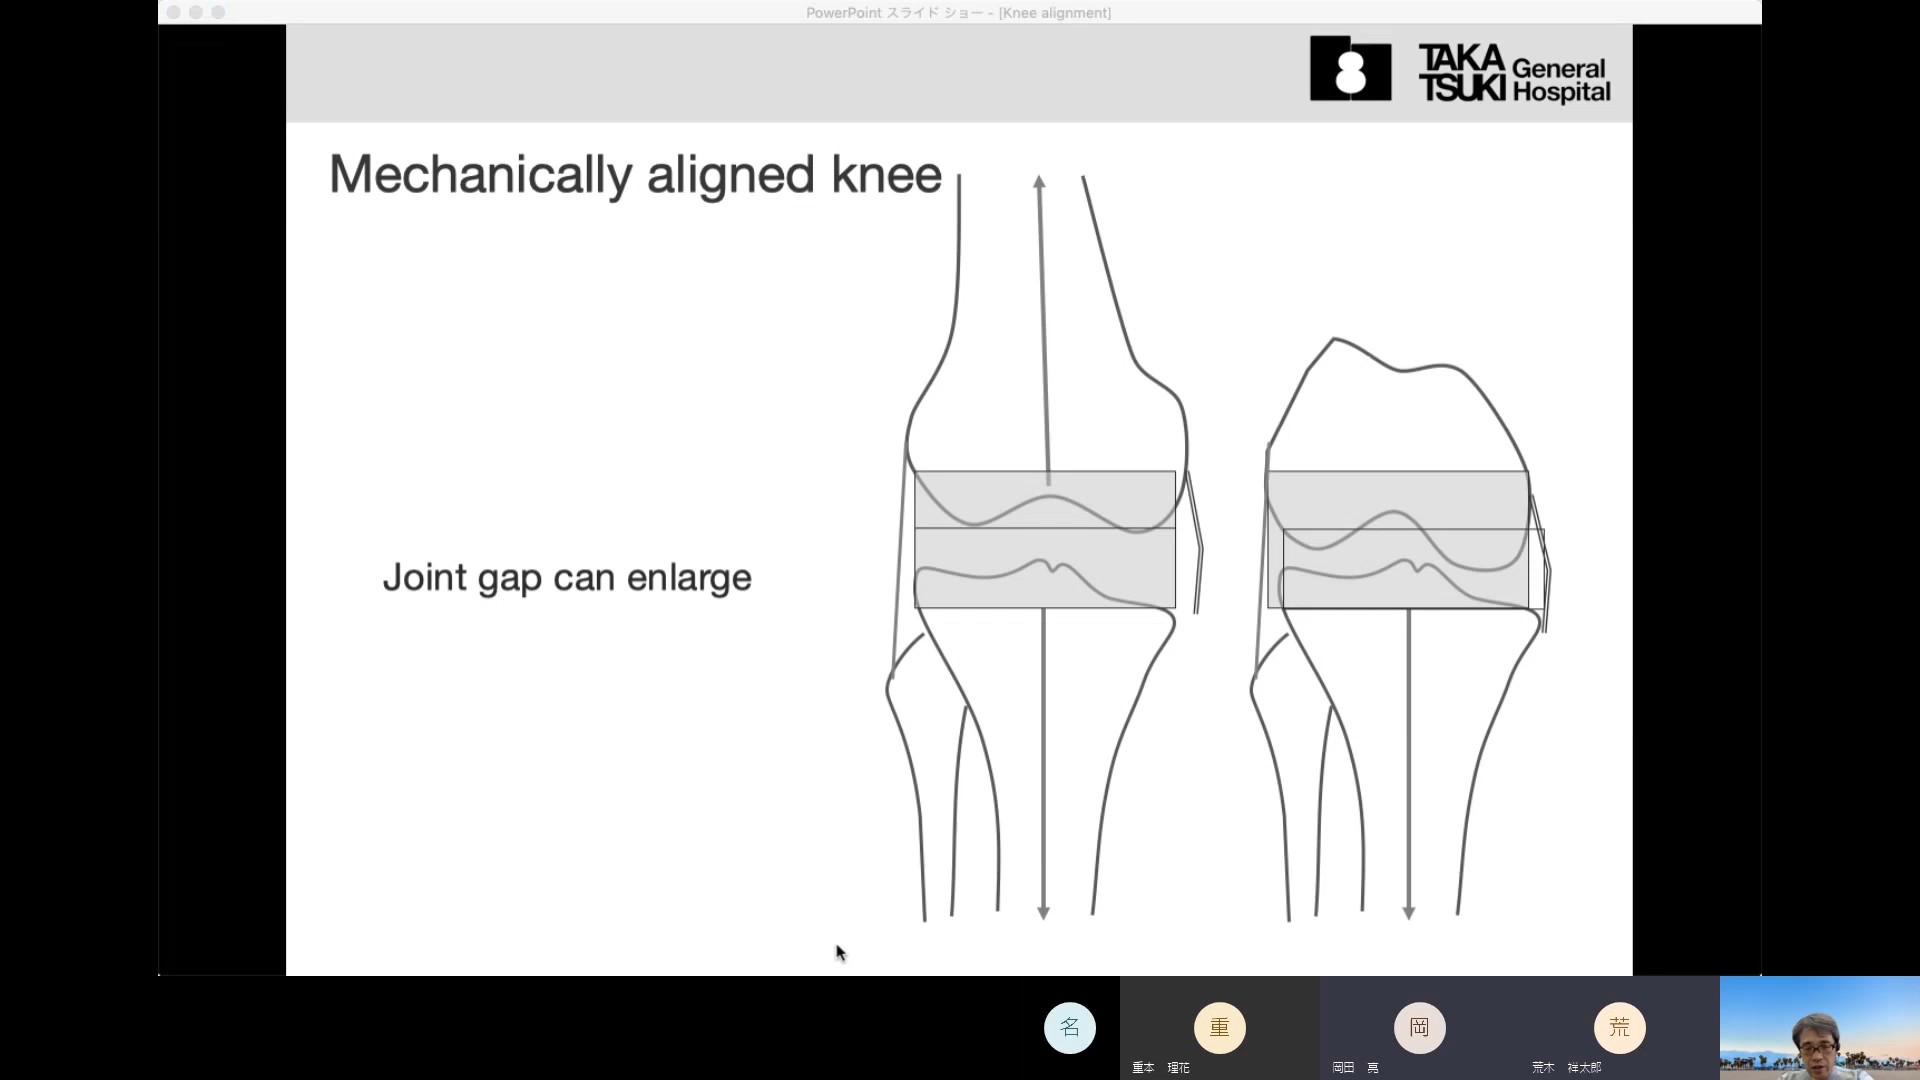 PowerPoint スライド ショー - [Knee alignment]
TAKA
TSUKI
General
Hospital
Mechanically aligned knee
Joint gap can enlarge
名
重
岡
荒
重本 理花
岡田 亮
荒木 祥太郎